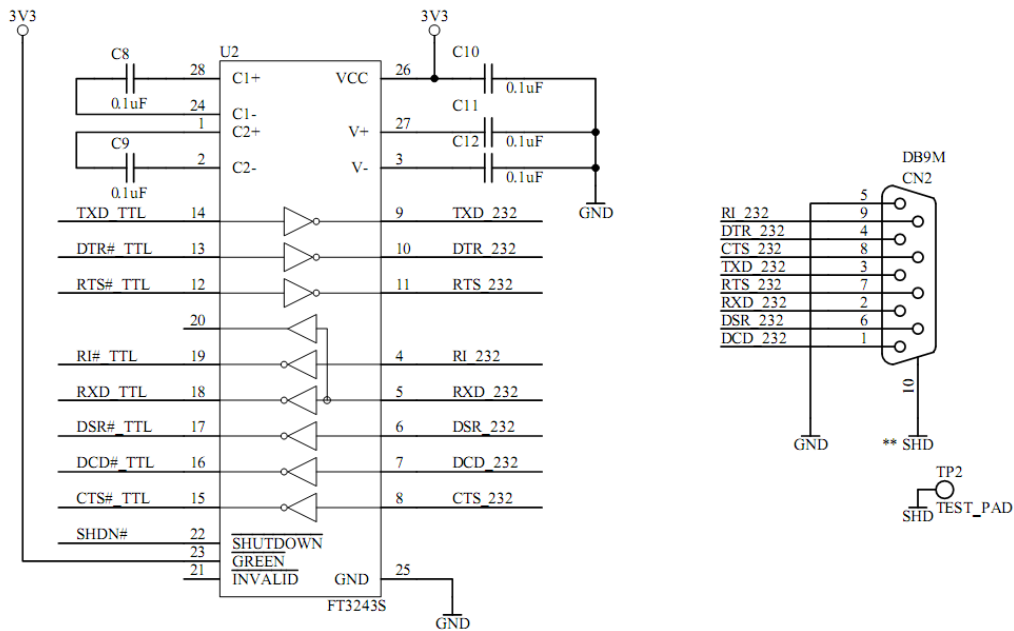 3V3
3V3
U2
C8
0.1uF
28
C1+
VCC
26
C10
0.1uF
24
C1-
C11
1
C2+
V+
27
0.1uF
C9
2
C2-
V-
3
C12
0.1uF
0.1uF
GND
TXD_TTL
14
9
TXD_232
DTR#_TTL
13
10
DTR_232
RTS#_TTL
12
11
RTS_232
20
RI#_TTL
19
4
RI_232
RXD_TTL
18
5
RXD_232
DSR#_TTL
17
6
DSR_232
DCD#_TTL
16
7
DCD_232
CTS#_TTL
15
8
CTS_232
SHDN#
22
SHUTDOWN
23
GREEN
21
INVALID
GND
25
FT3243S
GND
DB9M
CN2
5
RI_232
9
DTR_232
4
CTS_232
8
TXD_232
3
RTS_232
7
RXD_232
2
DSR_232
6
DCD_232
1
10
GND
** SHD
TP2
SHD
TEST_PAD